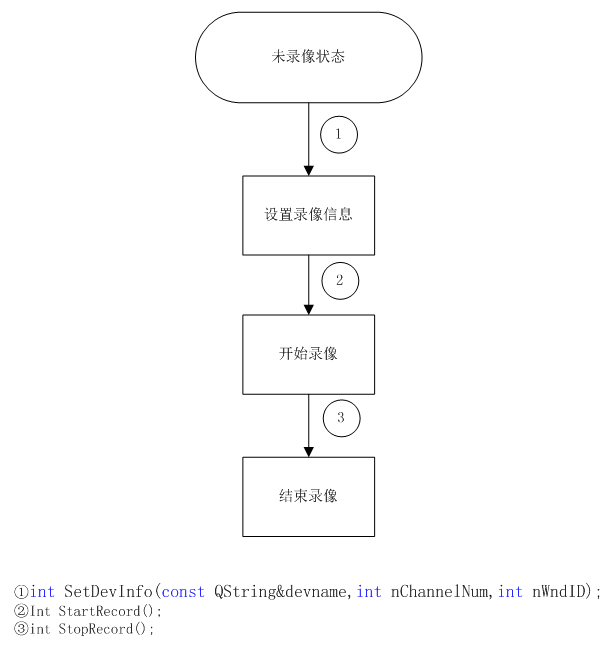 未录像状态
1
设置录像信息
2
开始录像
3
结束录像
①int SetDevInfo(const QString&devname,int nChannelNum,int nWndID);
②Int StartRecord();
③int StopRecord();